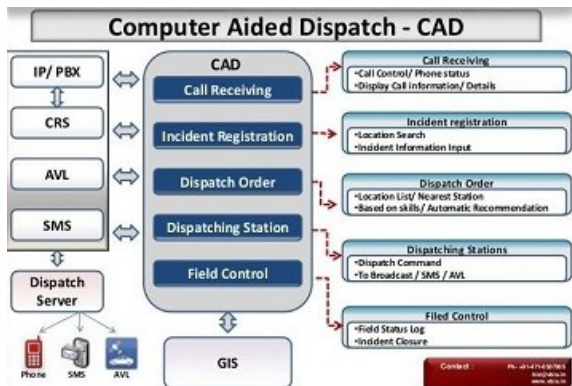 Computer Aided Dispatch - CAD
IP/ PBX
CRS
AVL
SMS
Dispatch
Server
Phone
SMS
AVL
CAD
Call Receiving
Incident Registration
Dispatch Order
Dispatching Station
Field Control
GIS
Call Receiving
•Call Control/ Phone status
•Display Call information/ Details
Incident registration
•Location Search
•Incident Information Input
Dispatch Order
•Location List/ Nearest Station
•Based on skills/ Automatic Recommendation
Dispatching Stations
•Dispatch Command
•To Broadcast / SMS / AVL
Filed Control
•Field Status Log
•Incident Closure
Contact :